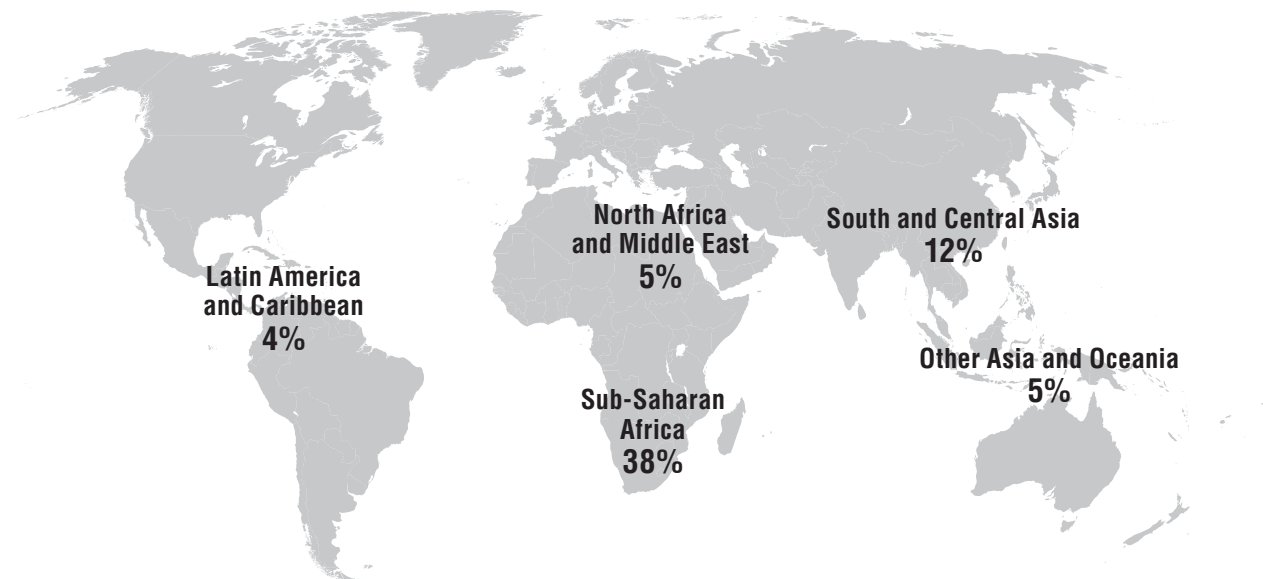 North Africa
and Middle East
5%
South and Central Asia
12%
Latin America
and Caribbean
4%
Other Asia and Oceania
5%
Sub-Saharan
Africa
38%